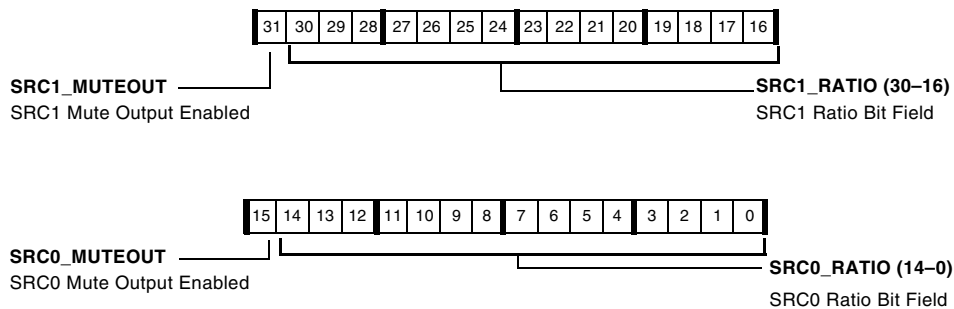 31 30 29 28 27 26 25 24 23 22 21 20 19 18 17 16
SRC1_MUTEOUT
SRC1 Mute Output Enabled
SRC1_RATIO (30–16)
SRC1 Ratio Bit Field
15 14 13 12 11 10 9 8 7 6 5 4 3 2 1 0
SRC0_MUTEOUT
SRC0 Mute Output Enabled
SRC0_RATIO (14–0)
SRC0 Ratio Bit Field